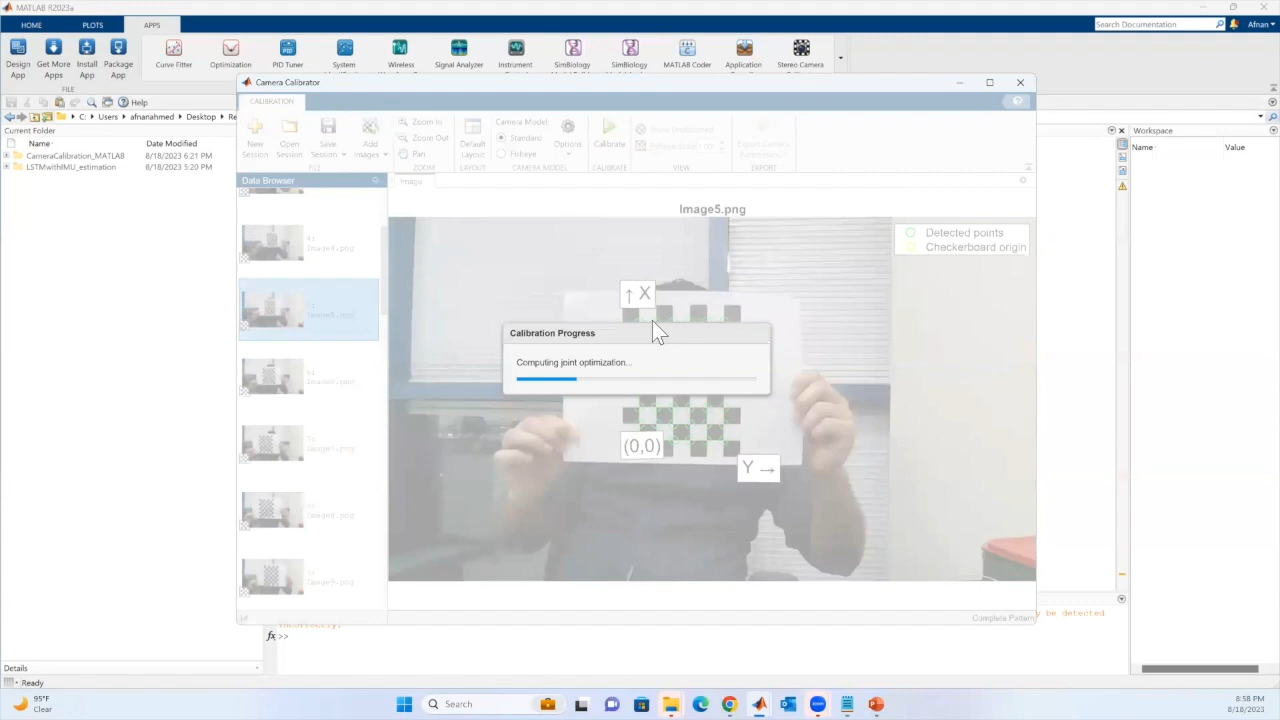 MATLAB R2023a
HOME PLOTS APPS
Search Documentation Afnan
Design App
Get More Apps
Install App
Package App
Curve Fitter
Optimization
PID Tuner
System
Wireless
Signal Analyzer
Instrument
SimBiology
SimBiology
MATLAB Coder
Application
Stereo Camera
FILE
Help
C: Users afnanahmed Desktop
Current Folder
Name Date Modified
CameraCalibration_MATLAB 8/18/2023 6:21 PM
LSTMwithIMU_estimation 8/18/2023 5:20 PM
Workspace
Name Value
Camera Calibrator
CALIBRATION
New Session
Open Session
Save Session
Add Images
Zoom In
Zoom Out
Pan
Default Layout
Camera Model:
Standard
Fisheye
Options
Calibrate
Show Undistorted
Export Camera
FILE ZOOM LAYOUT CAMERA MODEL CALIBRATE VIEW EXPORT
Data Browser
Image
Image5.png
Detected points
Checkerboard origin
↑ X
Calibration Progress
Computing joint optimization...
(0,0)
Y →
Complete Pattern
be detected
incorrectly.
fx >>
Details
Ready
95°F
Clear
Search
zoom
8:58 PM
8/18/2023